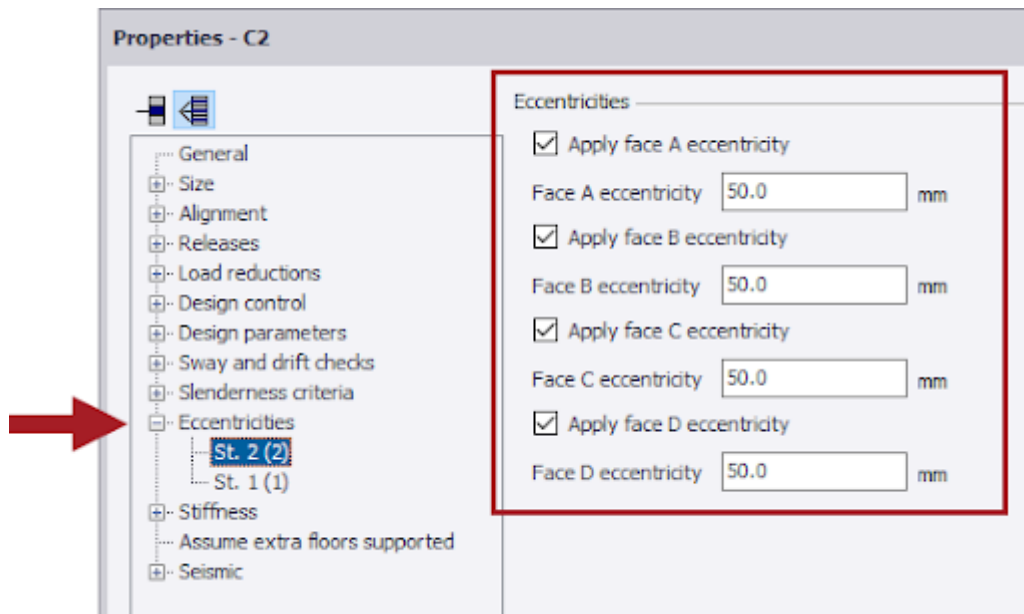 Properties - C2
General
Size
Alignment
Releases
Load reductions
Design control
Design parameters
Sway and drift checks
Slenderness criteria
Eccentricities
St. 2 (2)
St. 1 (1)
Stiffness
Assume extra floors supported
Seismic
Eccentricities
Apply face A eccentricity
Face A eccentricity 50.0 mm
Apply face B eccentricity
Face B eccentricity 50.0 mm
Apply face C eccentricity
Face C eccentricity 50.0 mm
Apply face D eccentricity
Face D eccentricity 50.0 mm